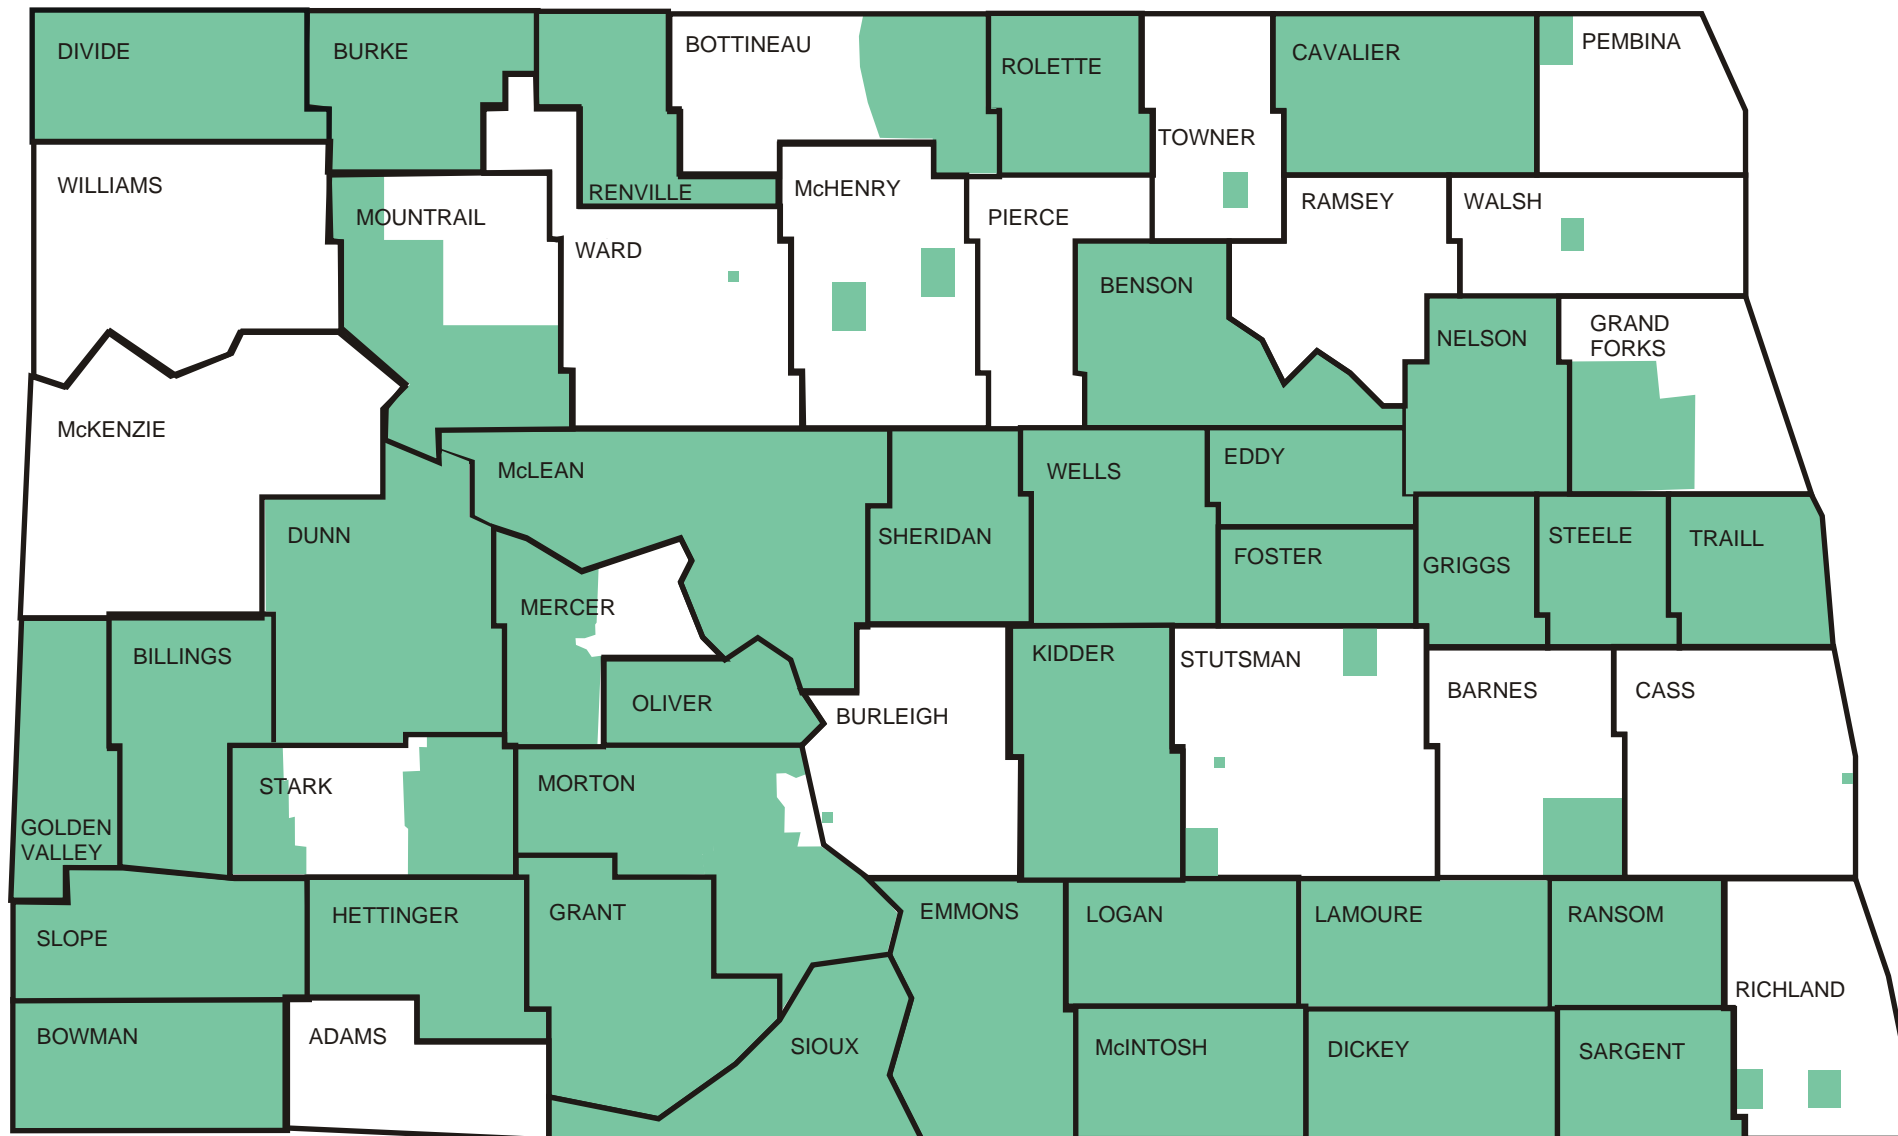 DIVIDE
BURKE
BOTTINEAU
ROLETTE
CAVALIER
PEMBINA
TOWNER
WILLIAMS
MOUNTRAIL
RENVILLE
McHENRY
PIERCE
RAMSEY
WALSH
WARD
BENSON
NELSON
GRAND
FORKS
McKENZIE
McLEAN
WELLS
EDDY
DUNN
SHERIDAN
FOSTER
GRIGGS
STEELE
TRAILL
MERCER
BILLINGS
KIDDER
STUTSMAN
OLIVER
BURLEIGH
BARNES
CASS
STARK
MORTON
GOLDEN
VALLEY
HETTINGER
GRANT
EMMONS
LOGAN
LAMOURE
RANSOM
SLOPE
RICHLAND
BOWMAN
ADAMS
SIOUX
McINTOSH
DICKEY
SARGENT